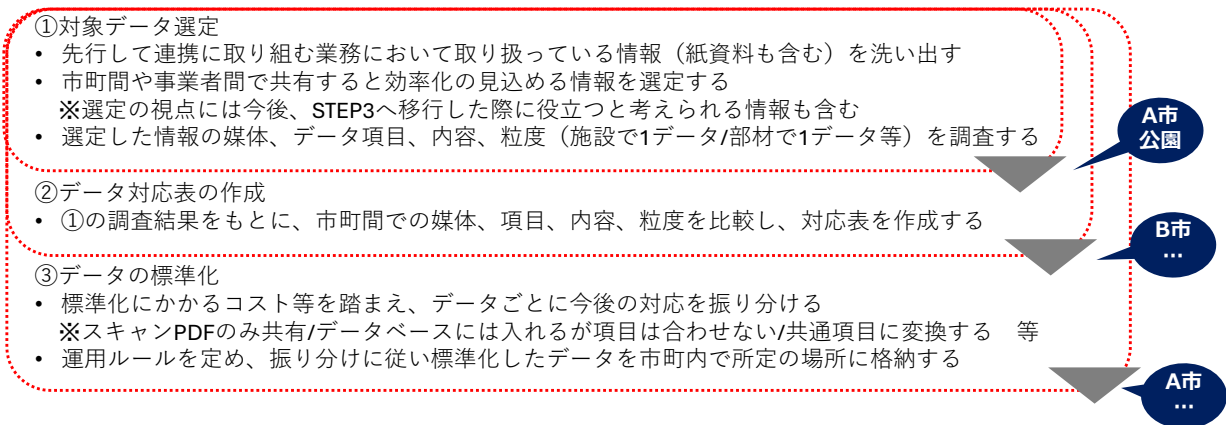 ①対象データ選定
• 先行して連携に取り組む業務において取り扱っている情報（紙資料も含む）を洗い出す
• 市町間や事業者間で共有すると効率化の見込める情報を選定する
※選定の視点には今後、STEP3へ移行した際に役立つと考えられる情報も含む
• 選定した情報の媒体、データ項目、内容、粒度（施設で1データ/部材で1データ等）を調査する
A市
公園
②データ対応表の作成
• ①の調査結果をもとに、市町間での媒体、項目、内容、粒度を比較し、対応表を作成する
B市
…
③データの標準化
• 標準化にかかるコスト等を踏まえ、データごとに今後の対応を振り分ける
※スキャンPDFのみ共有/データベースには入れるが項目は合わせない/共通項目に変換する　等
• 運用ルールを定め、振り分けに従い標準化したデータを市町内で所定の場所に格納する
A市
…